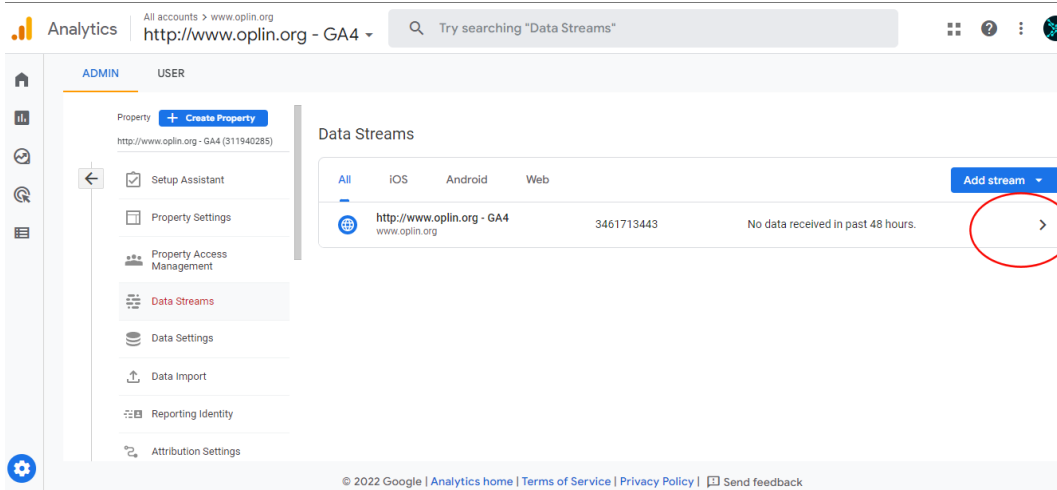 Analytics
All accounts > www.oplin.org
http://www.oplin.org - GA4
Try searching "Data Streams"
ADMIN
USER
Property
Create Property
http://www.oplin.org - GA4 (311940285)
Setup Assistant
Property Settings
Property Access
Management
Data Streams
Data Settings
Data Import
Reporting Identity
Attribution Settings
Data Streams
All
iOS
Android
Web
Add stream
http://www.oplin.org - GA4
www.oplin.org
3461713443
No data received in past 48 hours.
© 2022 Google | Analytics home | Terms of Service | Privacy Policy | Send feedback